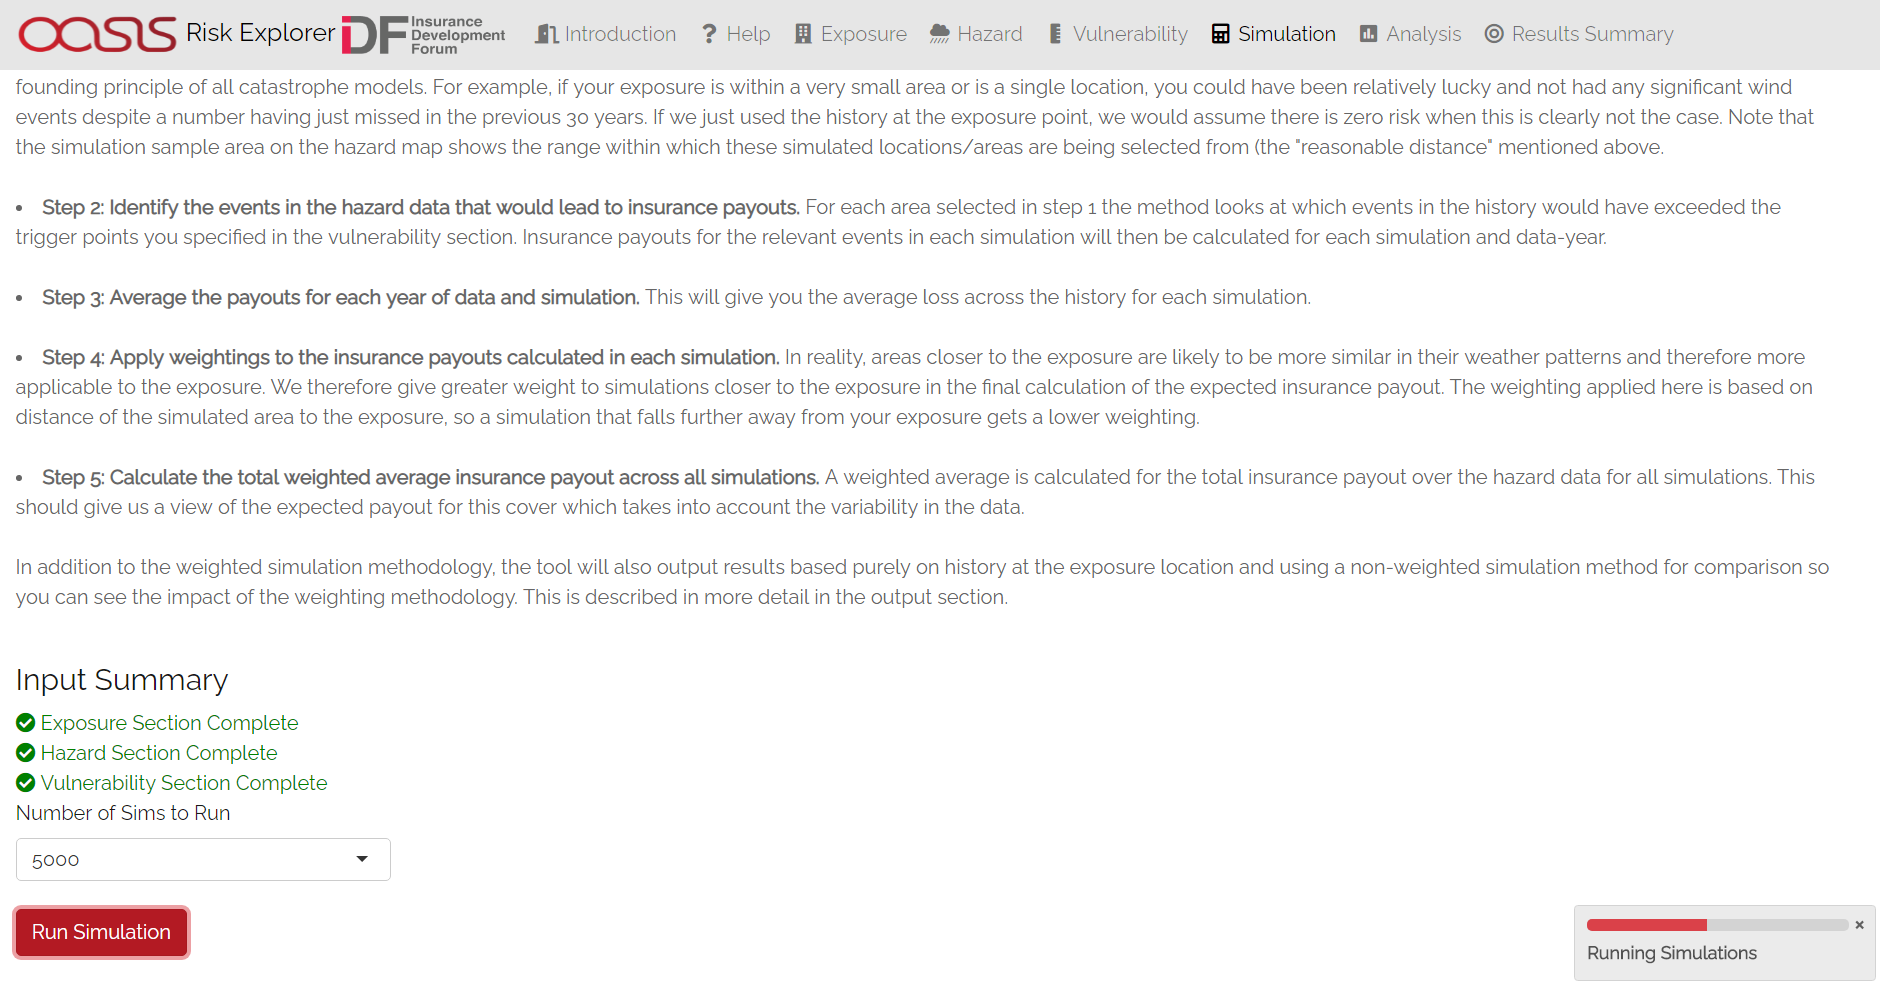 OASIS Risk Explorer IDF Insurance Development Forum Introduction ? Help Exposure Hazard Vulnerability Simulation Analysis Results Summary
founding principle of all catastrophe models. For example, if your exposure is within a very small area or is a single location, you could have been relatively lucky and not had any significant wind
events despite a number having just missed in the previous 30 years. If we just used the history at the exposure point, we would assume there is zero risk when this is clearly not the case. Note that
the simulation sample area on the hazard map shows the range within which these simulated locations/areas are being selected from (the "reasonable distance" mentioned above.
• Step 2: Identify the events in the hazard data that would lead to insurance payouts. For each area selected in step 1 the method looks at which events in the history would have exceeded the
trigger points you specified in the vulnerability section. Insurance payouts for the relevant events in each simulation will then be calculated for each simulation and data-year.
• Step 3: Average the payouts for each year of data and simulation. This will give you the average loss across the history for each simulation.
• Step 4: Apply weightings to the insurance payouts calculated in each simulation. In reality, areas closer to the exposure are likely to be more similar in their weather patterns and therefore more
applicable to the exposure. We therefore give greater weight to simulations closer to the exposure in the final calculation of the expected insurance payout. The weighting applied here is based on
distance of the simulated area to the exposure, so a simulation that falls further away from your exposure gets a lower weighting.
• Step 5: Calculate the total weighted average insurance payout across all simulations. A weighted average is calculated for the total insurance payout over the hazard data for all simulations. This
should give us a view of the expected payout for this cover which takes into account the variability in the data.
In addition to the weighted simulation methodology, the tool will also output results based purely on history at the exposure location and using a non-weighted simulation method for comparison so
you can see the impact of the weighting methodology. This is described in more detail in the output section.
Input Summary
Exposure Section Complete
Hazard Section Complete
Vulnerability Section Complete
Number of Sims to Run
5000
Run Simulation
×
Running Simulations